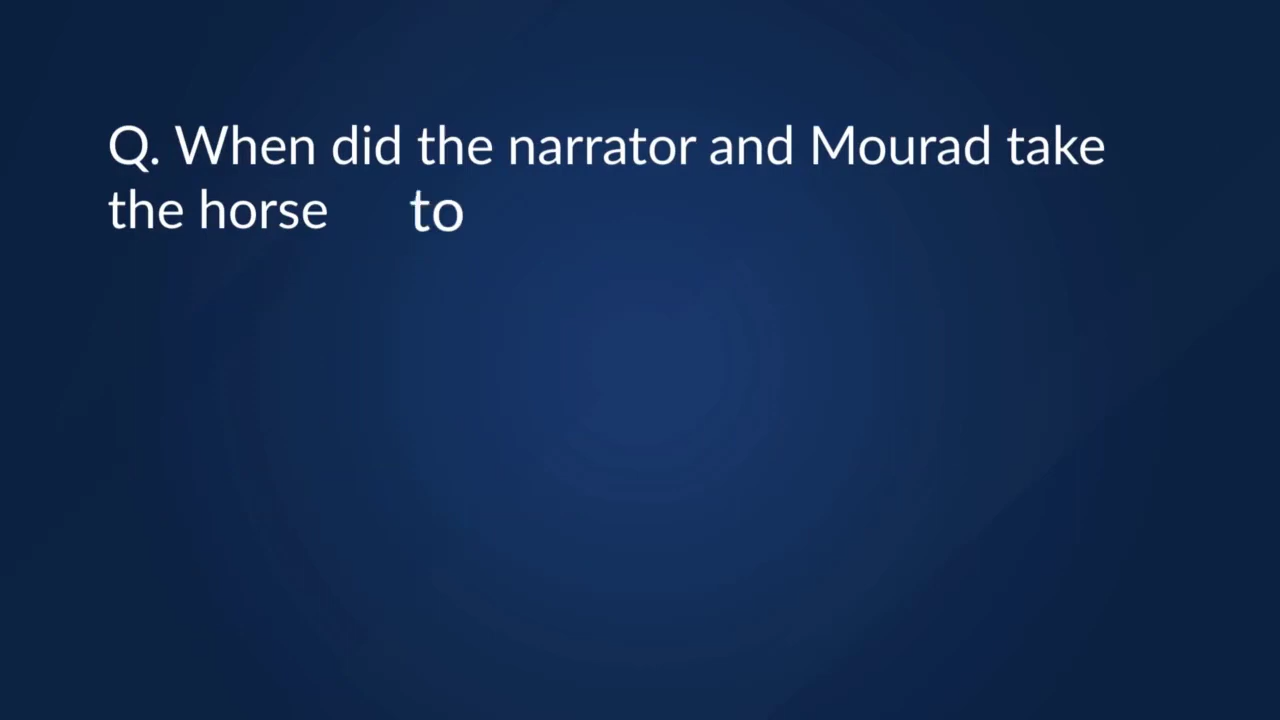 Q. When did the narrator and Mourad take
the horse to